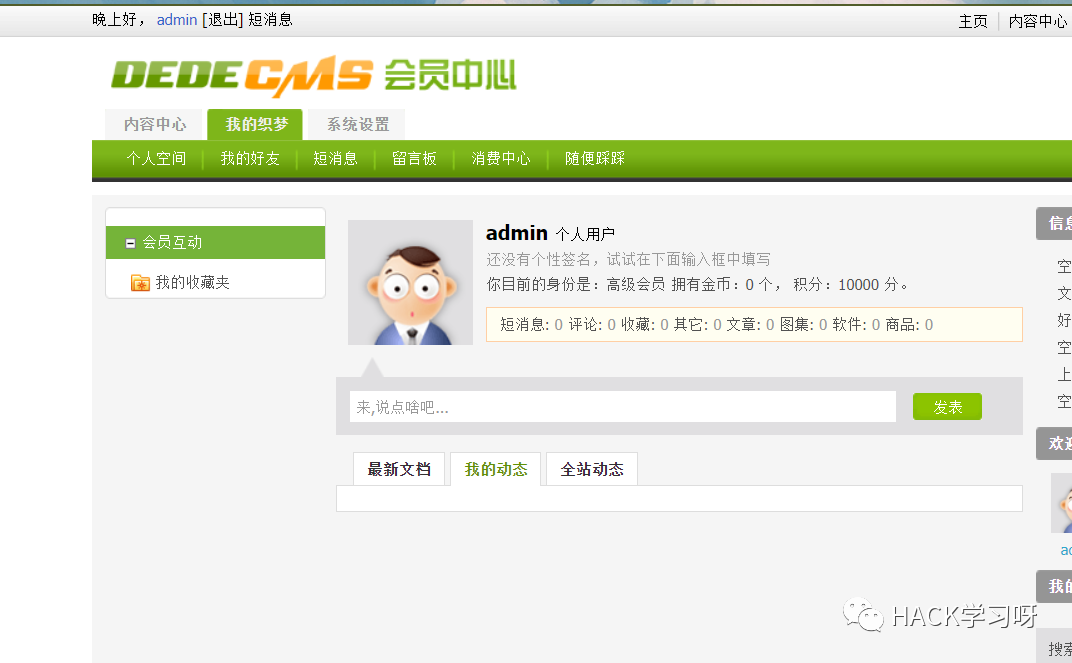 晚上好， admin [退出] 短消息 主页 内容中心
DEDECMS 会员中心
内容中心 我的织梦 系统设置
个人空间 我的好友 短消息 留言板 消费中心 随便踩踩
会员互动
我的收藏夹
admin 个人用户
还没有个性签名，试试在下面输入框中填写
你目前的身份是：高级会员 拥有金币：0 个， 积分：10000 分。
短消息: 0 评论: 0 收藏: 0 其它: 0 文章: 0 图集: 0 软件: 0 商品: 0
来,说点啥吧...
发表
最新文档 我的动态 全站动态
信息
空
文
好
空
上
空
欢迎
我的
搜索
HACK学习呀